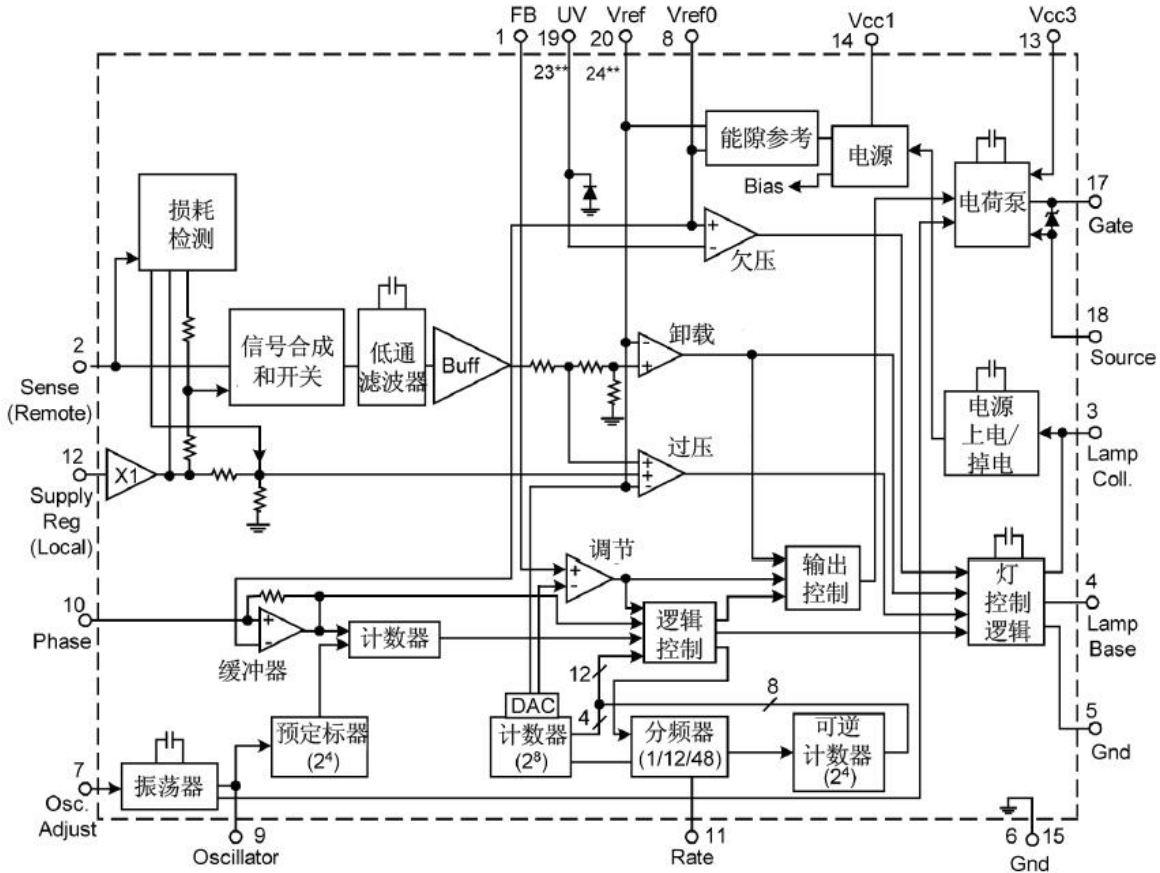 FB
UV
Vref
Vref0
Vcc1
Vcc3
1
19
20
8
14
13
23**
24**
能隙参考
电源
Bias
电荷泵
17
Gate
损耗
检测
+
-
欠压
18
Source
2
Sense
(Remote)
信号合成
和开关
低通
滤波器
Buff
-
+
卸载
电源
上电/
掉电
3
Lamp
Coll.
12
Supply
Reg
(Local)
X1
+
+
-
过压
调节
+
-
输出
控制
灯
控制
逻辑
4
Lamp
Base
10
Phase
+
-
缓冲器
计数器
逻辑
控制
12
8
5
Gnd
DAC
4
计数器
(2⁸)
预定标器
(2⁴)
分频器
(1/12/48)
可逆
计数器
(2⁴)
7
Osc.
Adjust
振荡器
9
Oscillator
11
Rate
6
15
Gnd